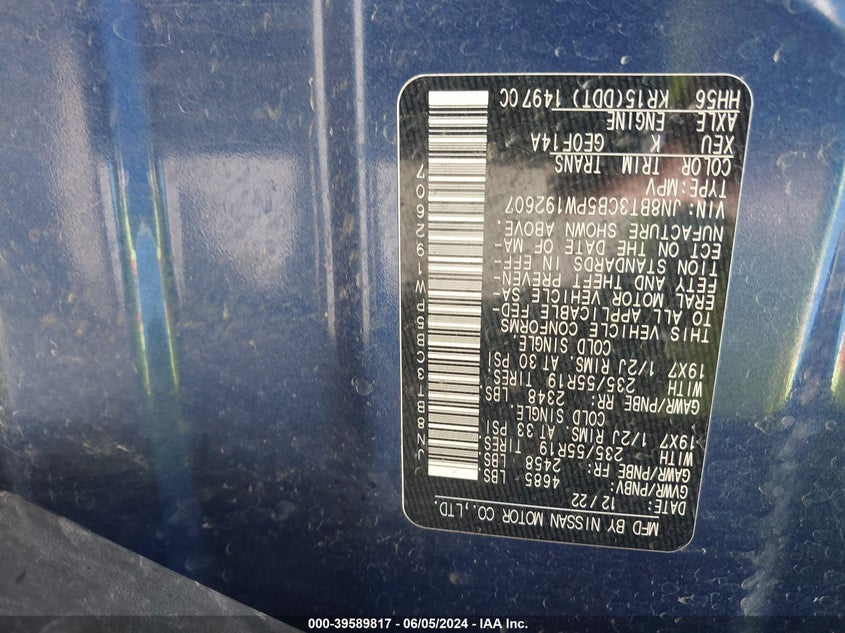 MFD BY NISSAN MOTOR CO.,LTD.
DATE: 12/22
GVWR/PNBV: 4685 LBS
GAWR/PNBE FR: 2458 LBS
WITH 235/55R19 TIRES.
19X7 1/2J RIMS. AT 33 PSI
COLD SINGLE.
GAWR/PNBE RR: 2348 LBS.
WITH 235/55R19 TIRES.
19X7 1/2J RIMS. AT 30 PSI
COLD SINGLE.
THIS VEHICLE CONFORMS
TO ALL APPLICABLE FED-
ERAL MOTOR VEHICLE SA-
FETY AND THEFT PREVEN-
TION STANDARDS IN EFF-
ECT ON THE DATE OF MA-
NUFACTURE SHOWN ABOVE.
VIN: JN8BT3CB5PW192607
TYPE:MPV
COLOR TRIM TRANS
XEU K GE0F14A
AXLE ENGINE
HH56 KR15(DDT) 1497CC
JN8BT3CB5PW192607
000-39589817 - 06/05/2024 - IAA Inc.